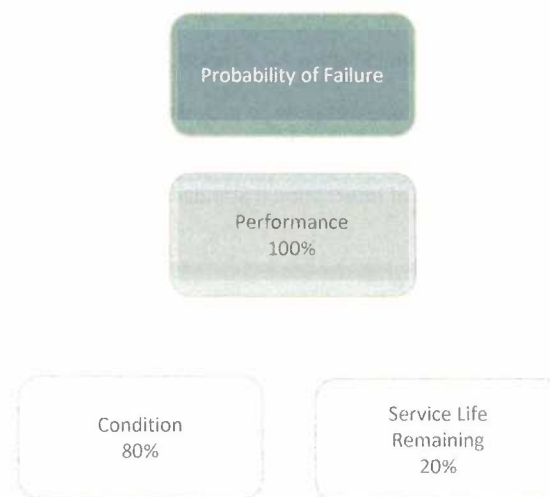 Probability of Failure
Performance
100%
Condition
80%
Service Life
Remaining
20%